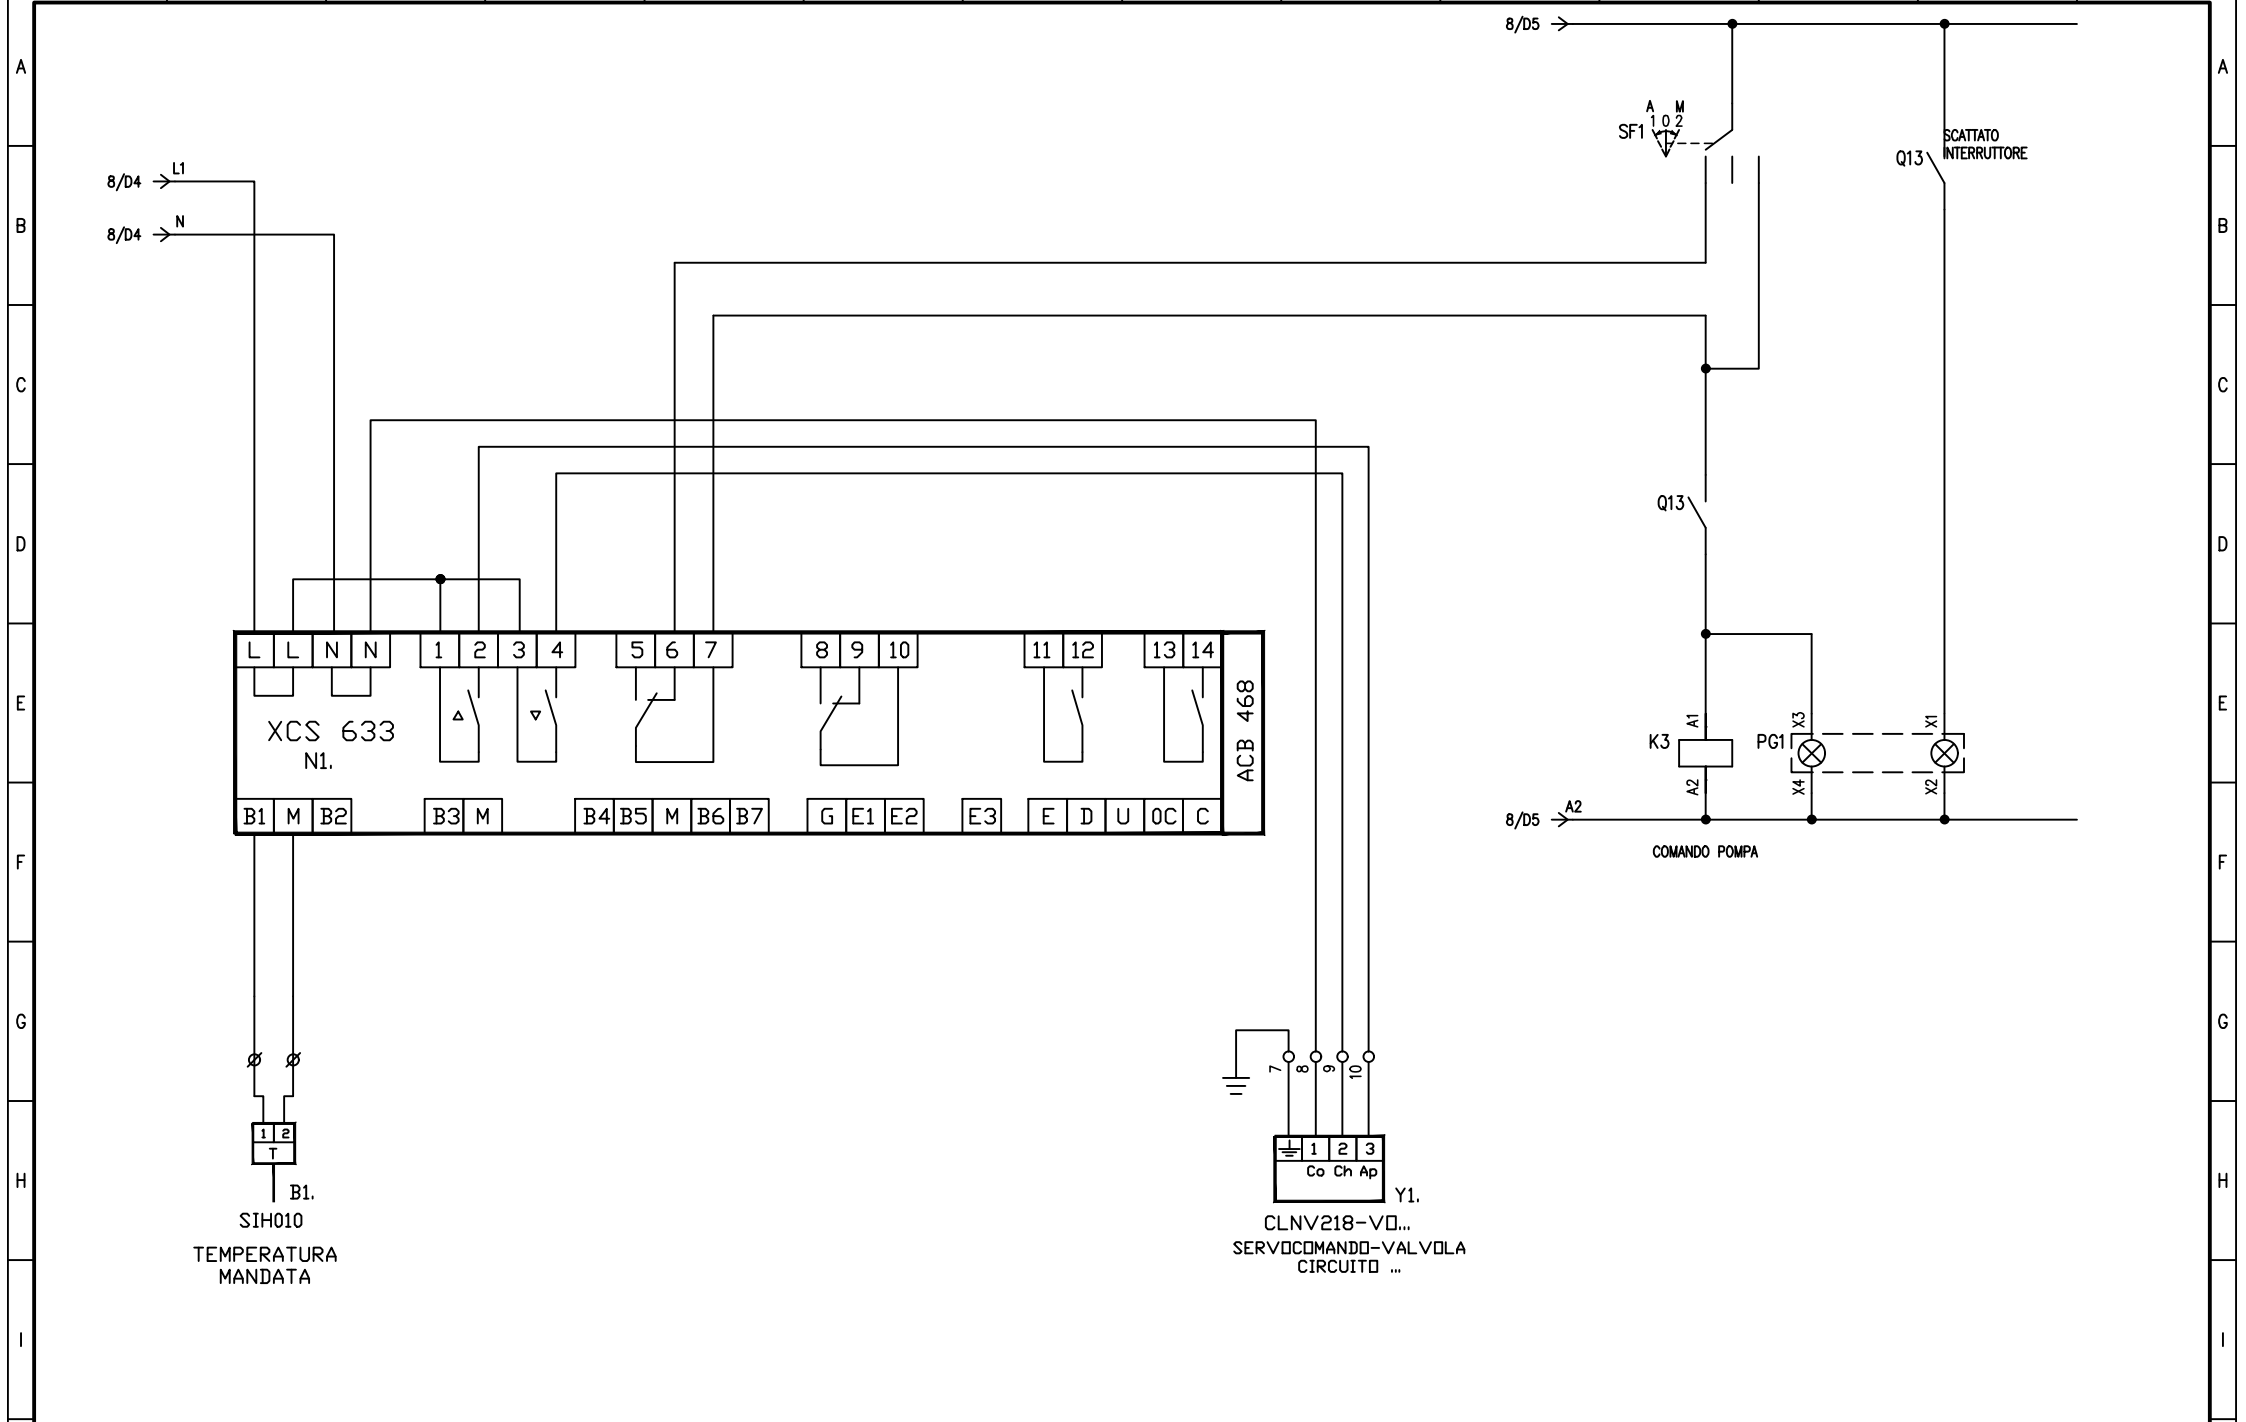 8/D5
A A
A M
1 0 2
SF1
SCATTATO
Q13 INTERRUTTORE
L1
8/D4
N
8/D4
B B
C C
Q13
D D
L L N N 1 2 3 4 5 6 7 8 9 10 11 12 13 14
E E
XCS 633
N1.
ACB 468
A1 X3 X1
K3 PG1
A2 X4 X2
B1 M B2 B3 M B4 B5 M B6 B7 G E1 E2 E3 E D U OC C
8/D5 A2
COMANDO POMPA
F F
G G
7 8 9 10
1 2
T
1 2 3
Co Ch Ap
H H
B1.
Y1.
SIH010
CLNV218-VO...
TEMPERATURA
MANDATA
SERVOCOMANDO-VALVOLA
CIRCUITO ...
I I